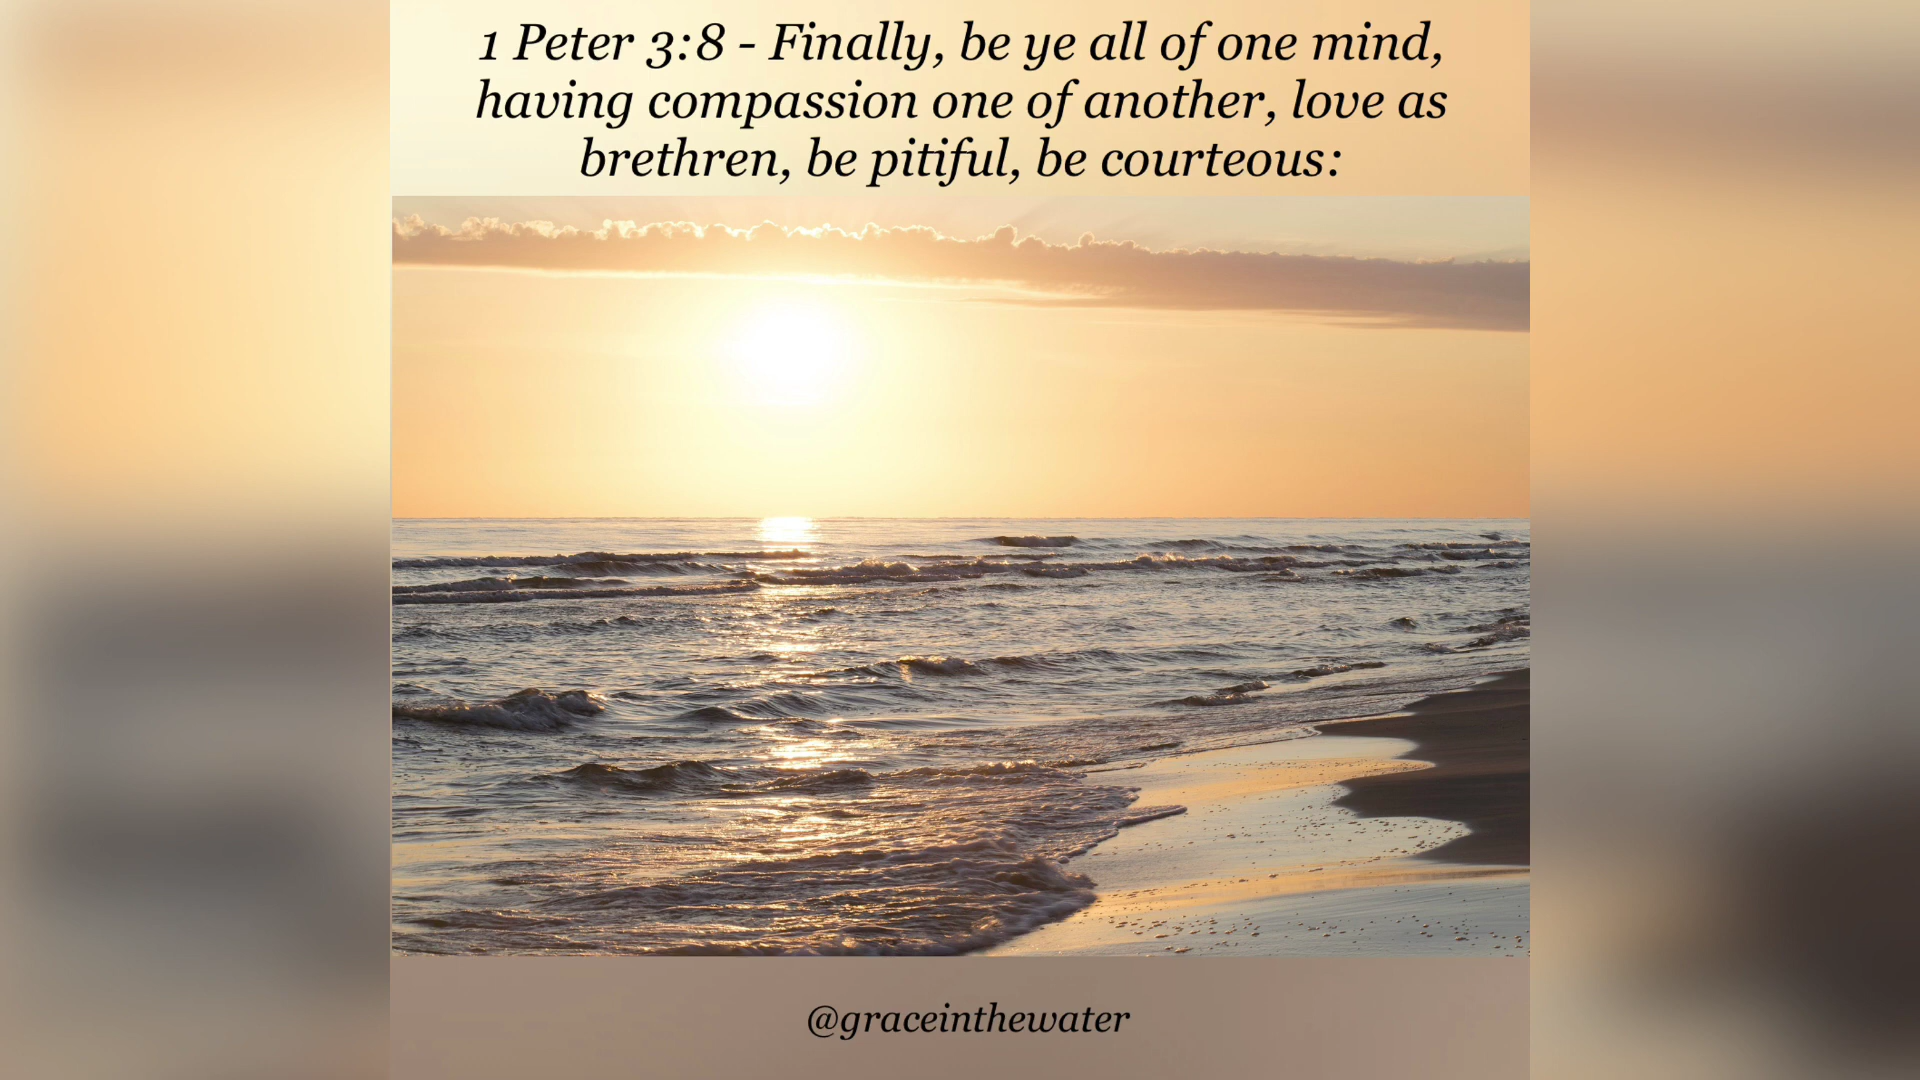 1 Peter 3:8 - Finally, be ye all of one mind,
having compassion one of another, love as
brethren, be pitiful, be courteous:
@graceinthewater